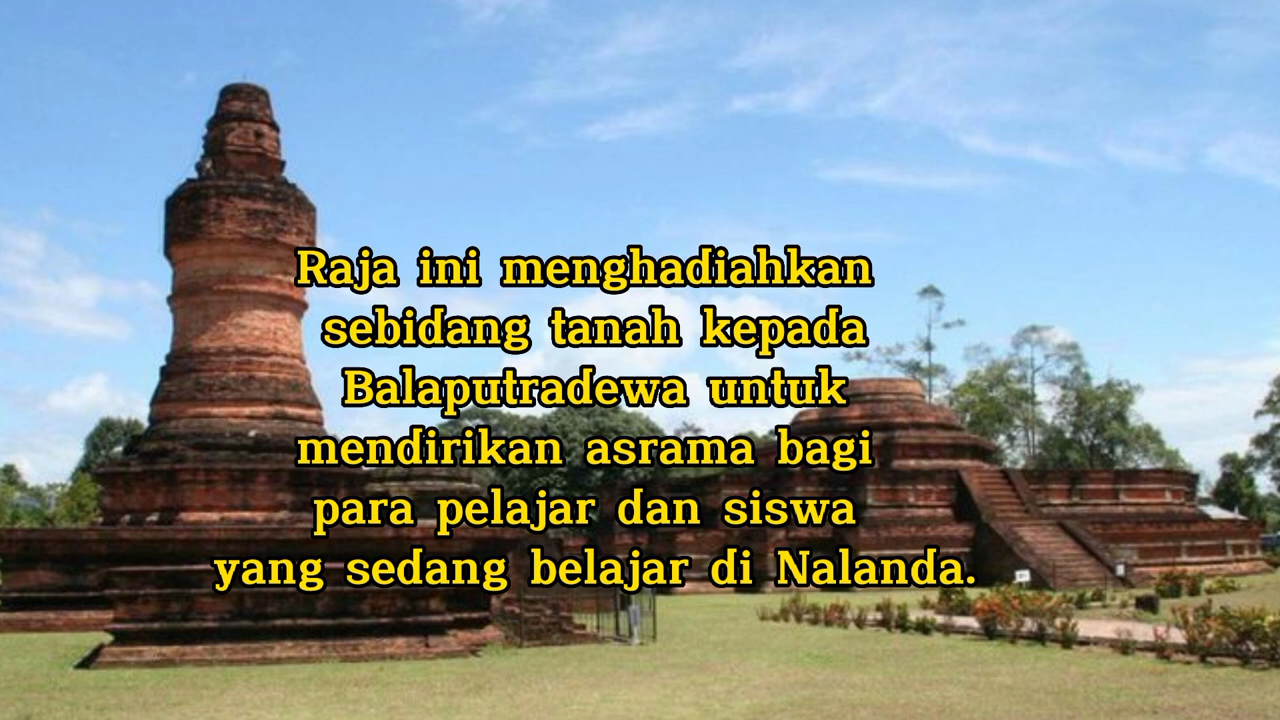 Raja ini menghadiahkan
sebidang tanah kepada
Balaputradewa untuk
mendirikan asrama bagi
para pelajar dan siswa
yang sedang belajar di Nalanda.